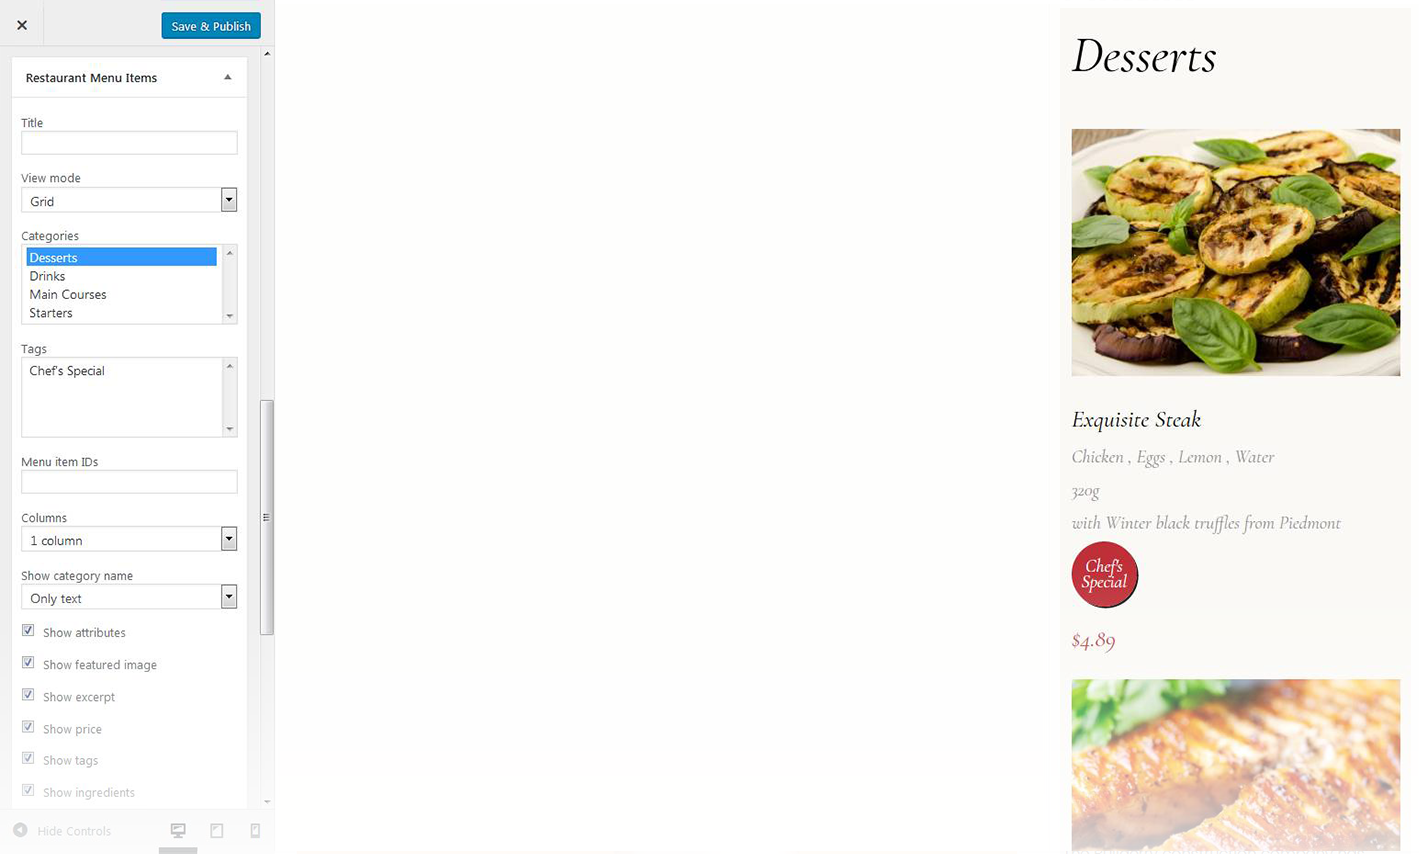 Save & Publish
Restaurant Menu Items
Title
View mode
Grid
Categories
Desserts
Drinks
Main Courses
Starters
Tags
Chef's Special
Menu item IDs
Columns
1 column
Show category name
Only text
Show attributes
Show featured image
Show excerpt
Show price
Show tags
Show ingredients
Hide Controls
Desserts
Exquisite Steak
Chicken , Eggs , Lemon , Water
320g
with Winter black truffles from Piedmont
Chef's
Special
$4.89